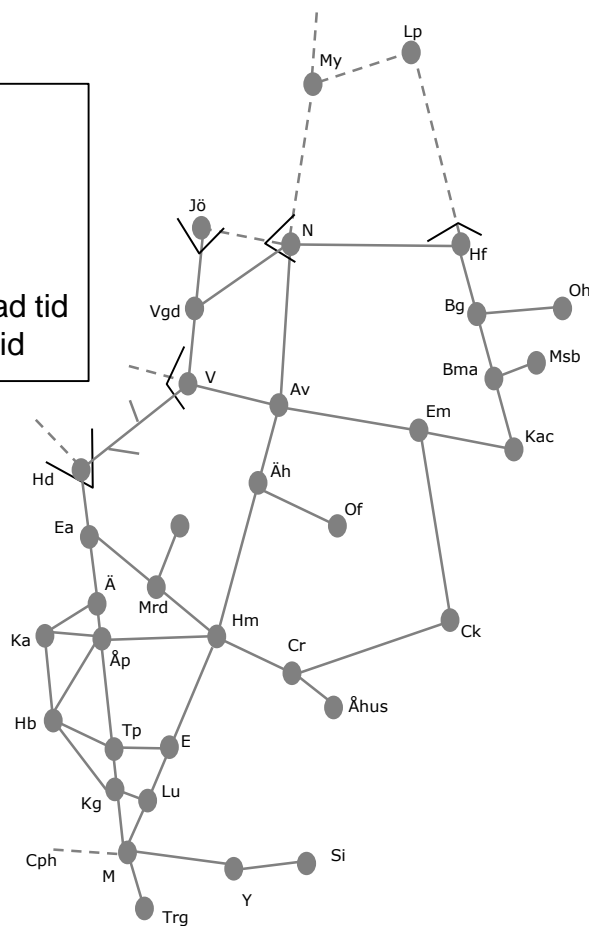 Lp
My
Jö
N
Hf
ad tid
id
Vgd
Bg
Oh
Bma
Msb
V
Av
Em
Kac
Hd
Äh
Of
Ea
Ä
Mrd
Hm
Ka
Åp
Cr
Ck
Åhus
Hb
Tp
E
Kg
Lu
Cph
M
Si
Y
Trg